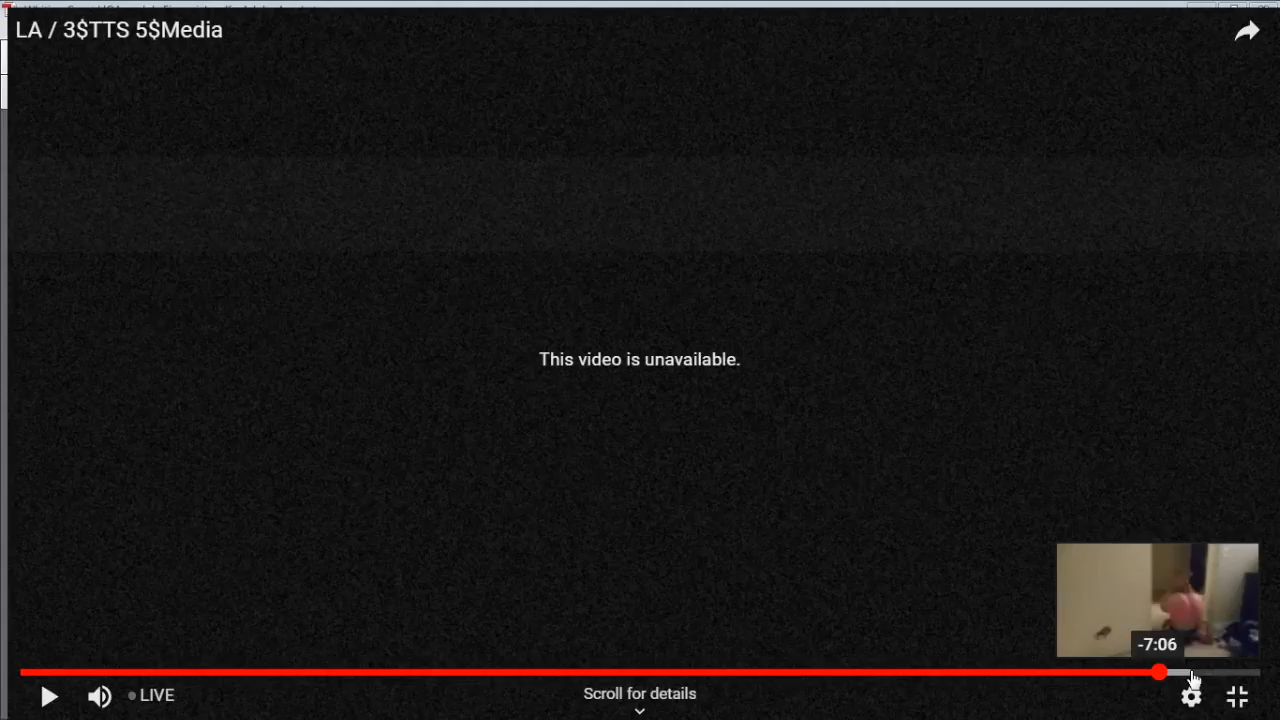 LA / 3$TTS 5$Media
This video is unavailable.
-7:06
LIVE
Scroll for details